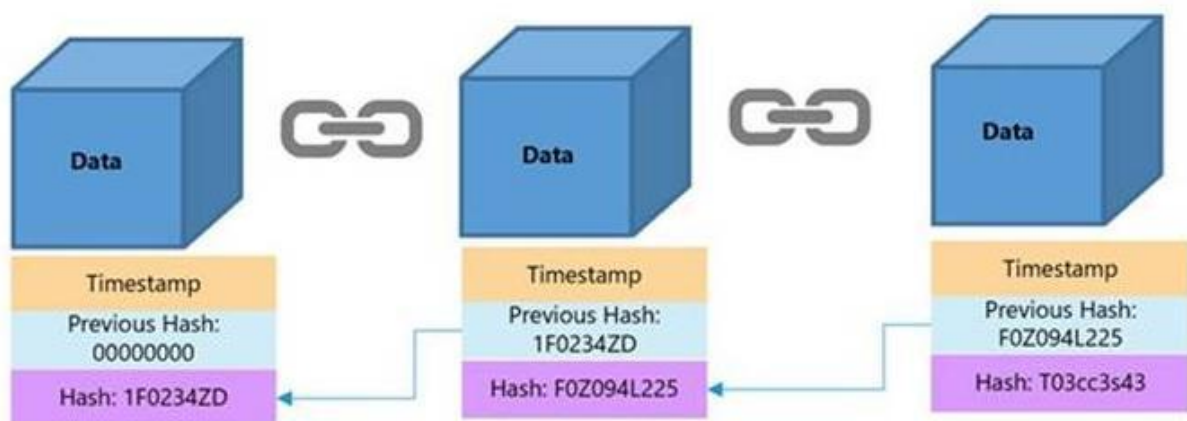 Data
Timestamp
Previous Hash:
00000000
Hash: 1F0234ZD
Data
Timestamp
Previous Hash:
1F0234ZD
Hash: F0Z094L225
Data
Timestamp
Previous Hash:
F0Z094L225
Hash: T03cc3s43